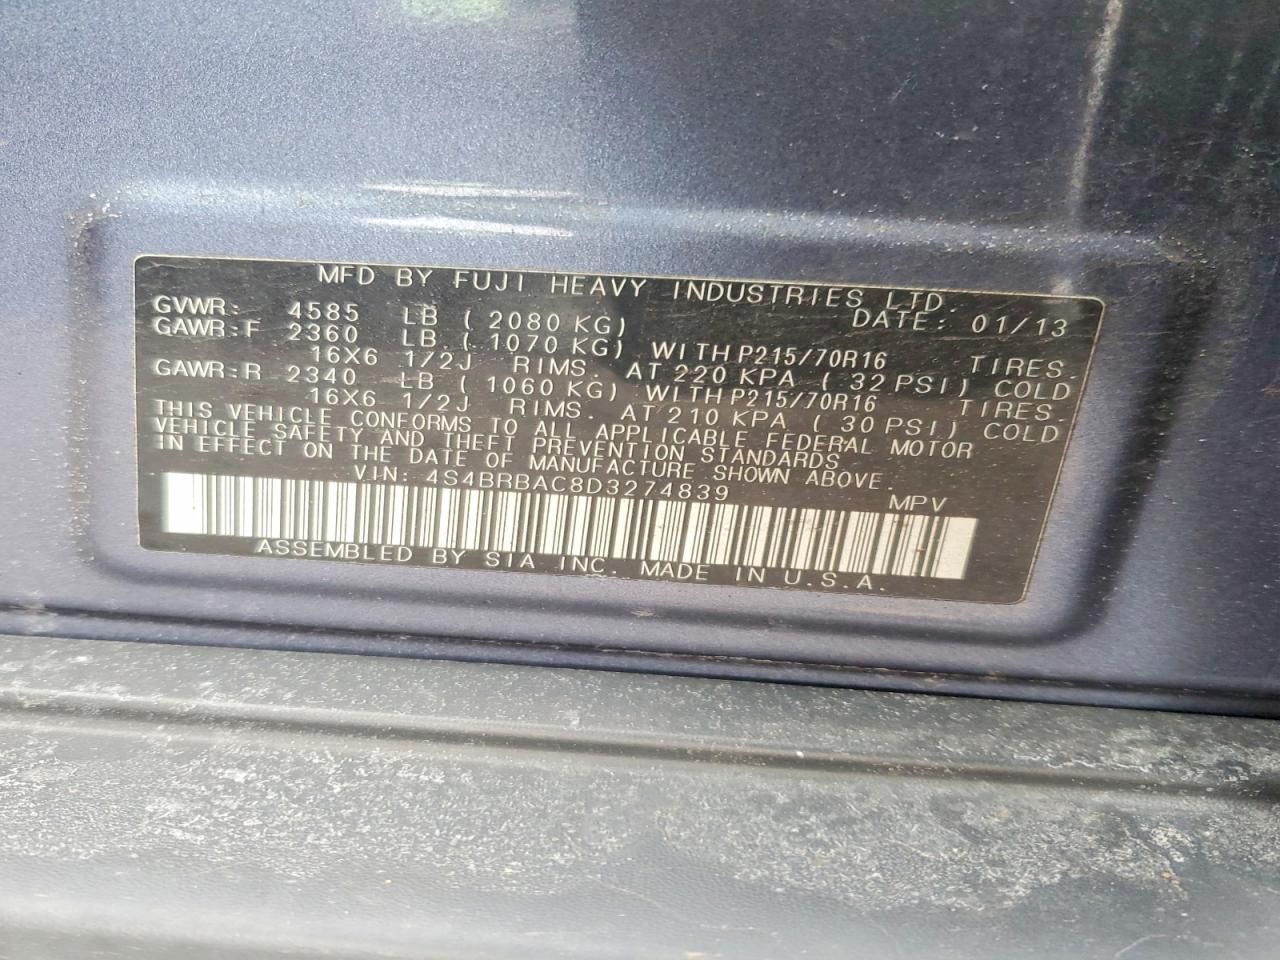 MFD BY FUJI HEAVY INDUSTRIES LTD.
GVWR: 4585 LB ( 2080 KG) DATE: 01/13
GAWR:F 2360 LB ( 1070 KG) WITH P215/70R16 TIRES.
16X6 1/2J RIMS. AT 220 KPA ( 32 PSI) COLD
GAWR:R 2340 LB ( 1060 KG) WITH P215/70R16 TIRES.
16X6 1/2J RIMS. AT 210 KPA ( 30 PSI) COLD
THIS VEHICLE CONFORMS TO ALL APPLICABLE FEDERAL MOTOR
VEHICLE SAFETY AND THEFT PREVENTION STANDARDS
IN EFFECT ON THE DATE OF MANUFACTURE SHOWN ABOVE.
VIN: 4S4BRBAC8D3274839 MPV
ASSEMBLED BY SIA INC. MADE IN U.S.A.